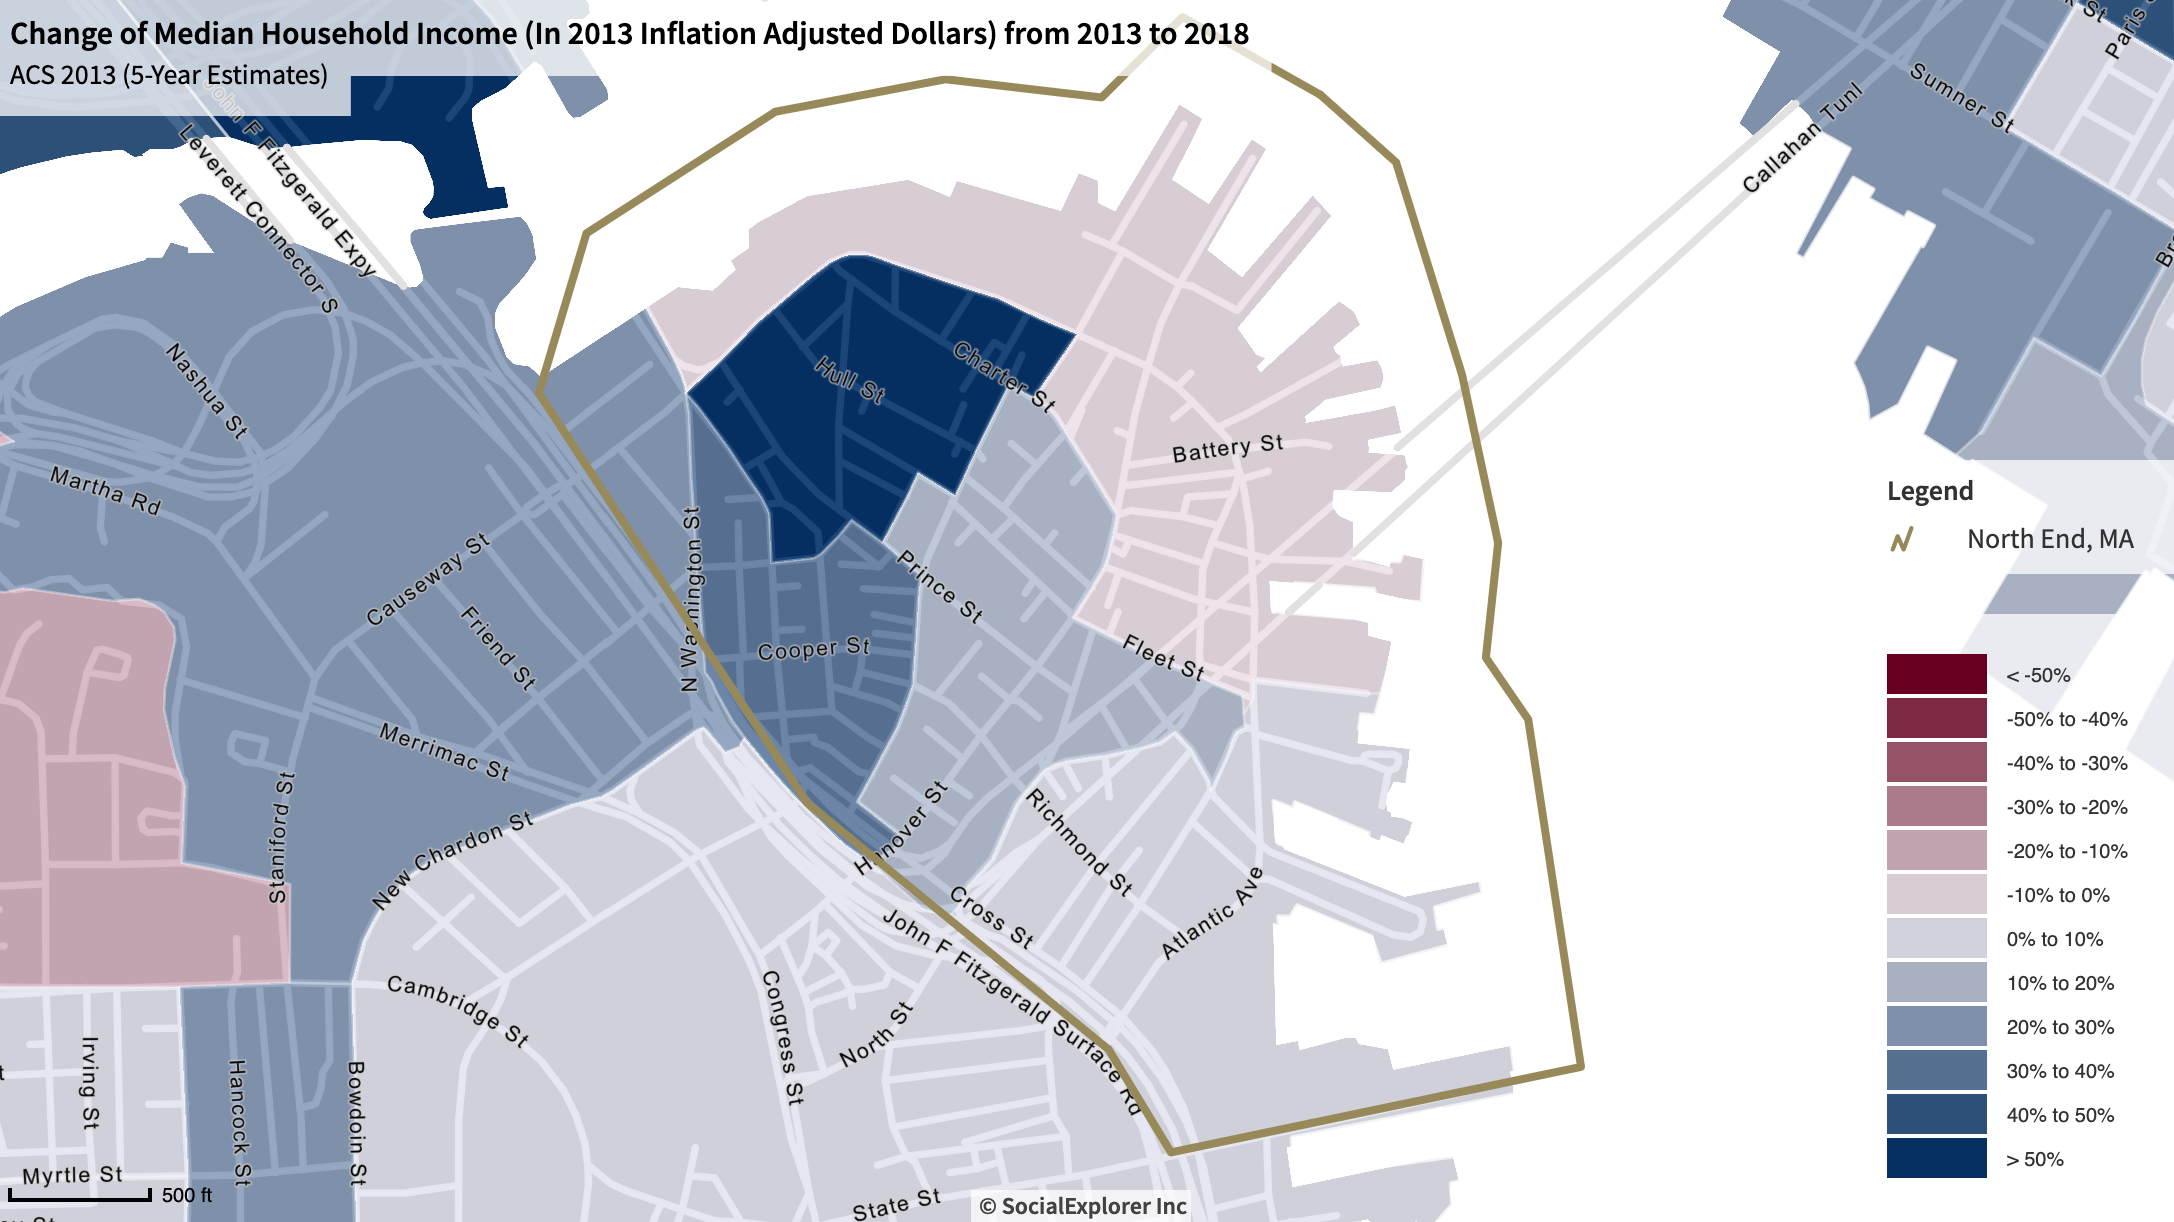 Change of Median Household Income (In 2013 Inflation Adjusted Dollars) from 2013 to 2018
ACS 2013 (5-Year Estimates)
John F Fitzgerald Expy
Leverett Connector S
Paris
Sumner St
Callahan Tunl
Nashua St
Hull St
Charter St
Battery St
Martha Rd
Causeway St
Friend St
N Washington St
Prince St
Cooper St
Fleet St
Merrimac St
Staniford St
New Chardon St
Hanover St
Richmond St
Cross St
Atlantic Ave
John F Fitzgerald Surface Rd
Cambridge St
Congress St
North St
Irving St
Hancock St
Bowdoin St
Myrtle St
State St
500 ft
© SocialExplorer Inc
Legend
North End, MA
< -50%
-50% to -40%
-40% to -30%
-30% to -20%
-20% to -10%
-10% to 0%
0% to 10%
10% to 20%
20% to 30%
30% to 40%
40% to 50%
> 50%